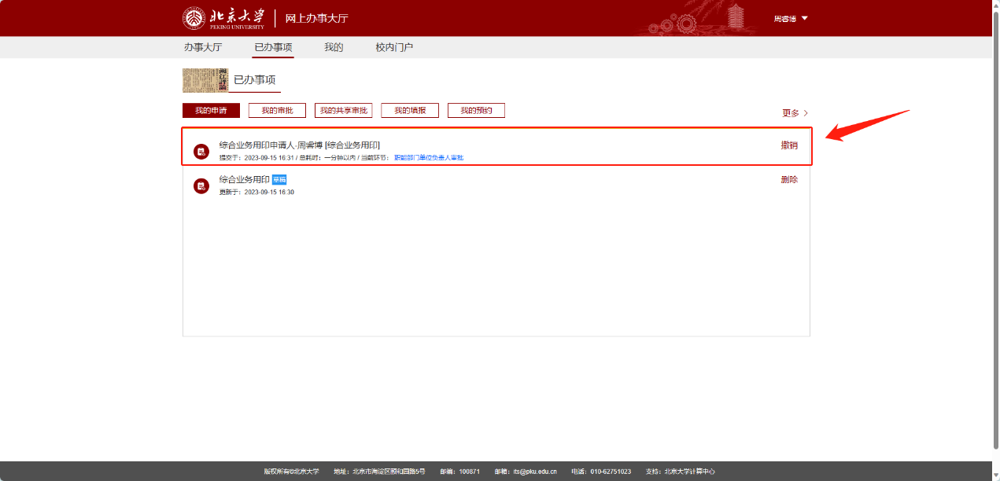 北京大学
PEKING UNIVERSITY
网上办事大厅
周睿博
办事大厅 已办事项 我的 校内门户
湘江評論
已办事项
我的申请 我的审批 我的共享审批 我的填报 我的预约
更多 >
综合业务用印申请人-周睿博 [综合业务用印]
撤销
提交于：2023-09-15 16:31 / 总耗时：一分钟以内 / 当前环节： 职能部门单位负责人审批
综合业务用印 草稿
删除
更新于：2023-09-15 16:30
版权所有©北京大学 地址：北京市海淀区颐和园路5号 邮编：100871 邮箱：its@pku.edu.cn 电话：010-62751023 支持：北京大学计算中心